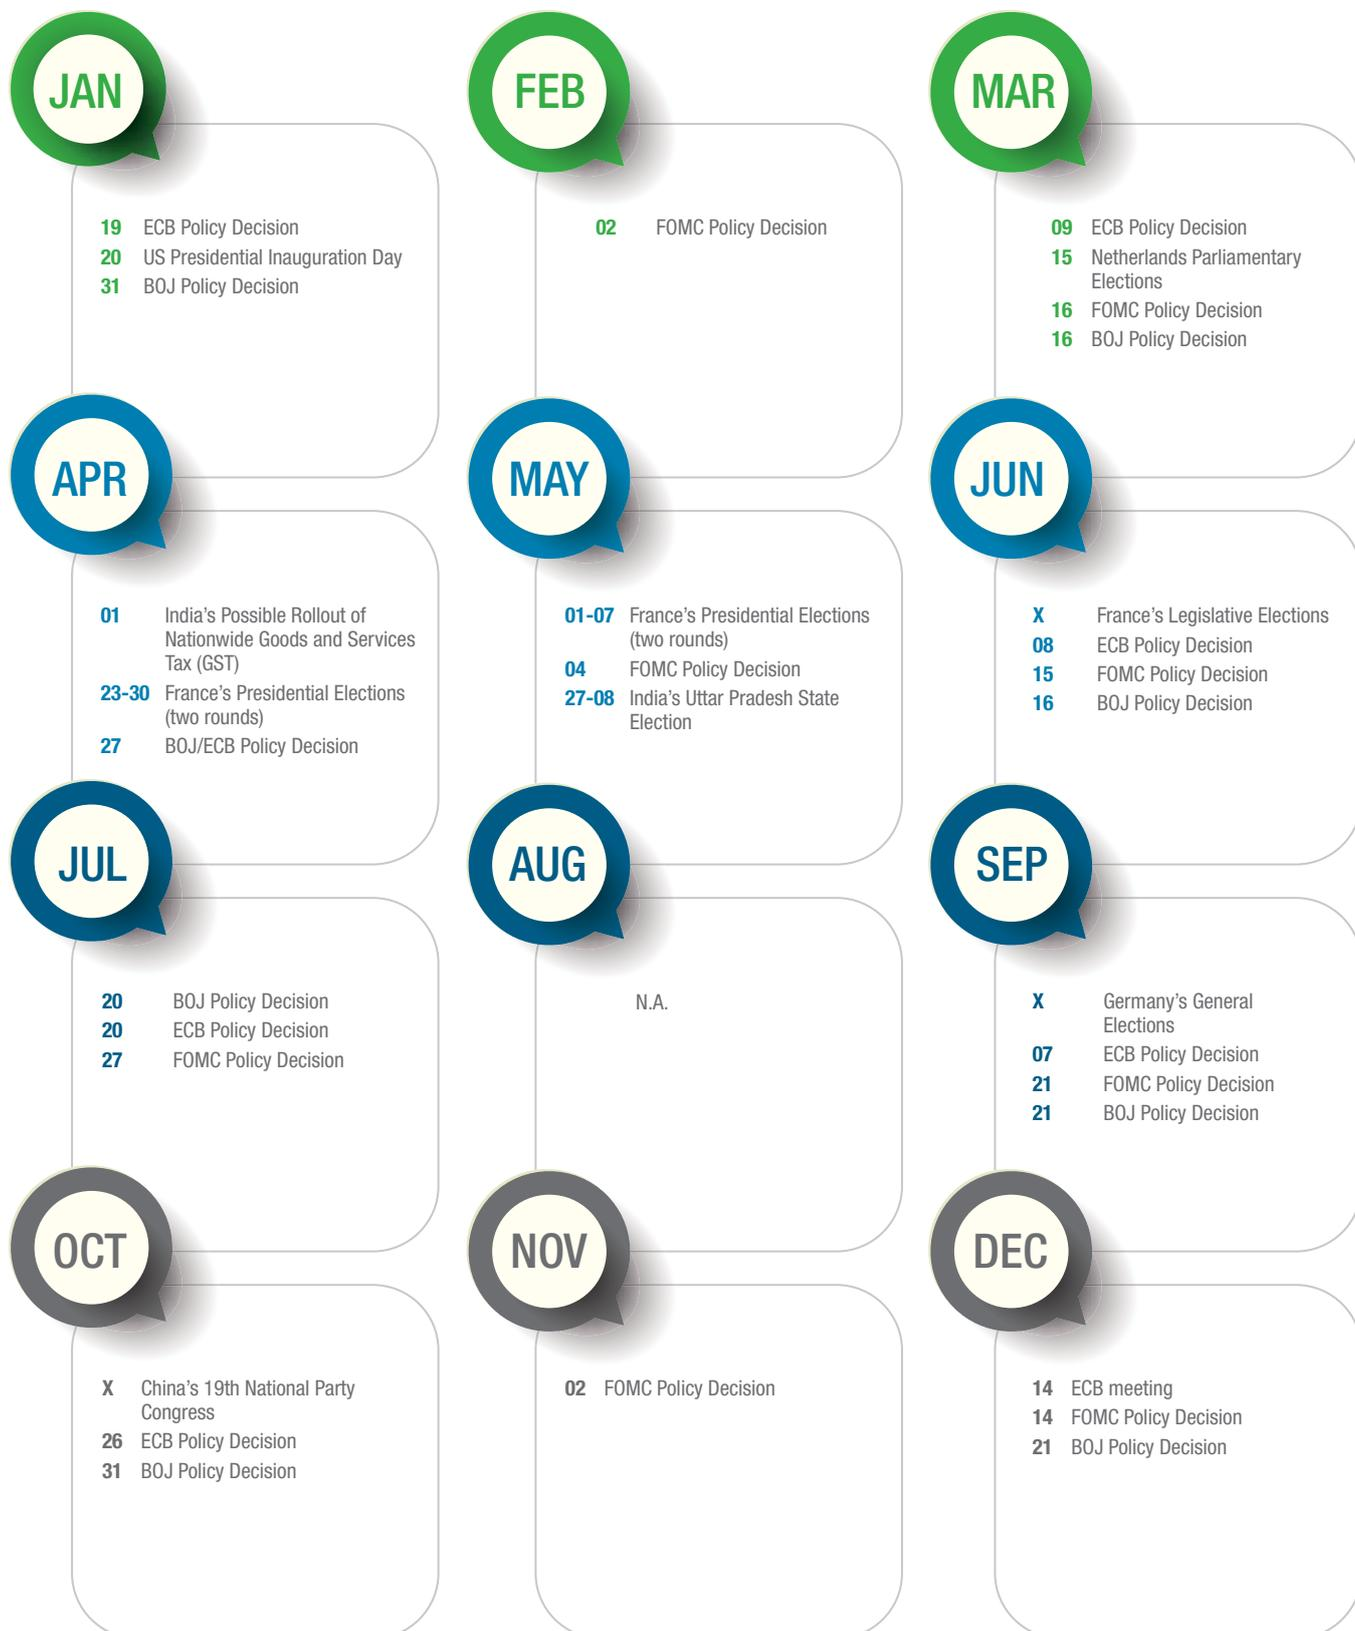 JAN
19 ECB Policy Decision
20 US Presidential Inauguration Day
31 BOJ Policy Decision
FEB
02 FOMC Policy Decision
MAR
09 ECB Policy Decision
15 Netherlands Parliamentary
Elections
16 FOMC Policy Decision
16 BOJ Policy Decision
APR
01 India’s Possible Rollout of
Nationwide Goods and Services
Tax (GST)
23-30 France’s Presidential Elections
(two rounds)
27 BOJ/ECB Policy Decision
MAY
01-07 France’s Presidential Elections
(two rounds)
04 FOMC Policy Decision
27-08 India’s Uttar Pradesh State
Election
JUN
X France’s Legislative Elections
08 ECB Policy Decision
15 FOMC Policy Decision
16 BOJ Policy Decision
JUL
20 BOJ Policy Decision
20 ECB Policy Decision
27 FOMC Policy Decision
AUG
N.A.
SEP
X Germany’s General
Elections
07 ECB Policy Decision
21 FOMC Policy Decision
21 BOJ Policy Decision
OCT
X China’s 19th National Party
Congress
26 ECB Policy Decision
31 BOJ Policy Decision
NOV
02 FOMC Policy Decision
DEC
14 ECB meeting
14 FOMC Policy Decision
21 BOJ Policy Decision